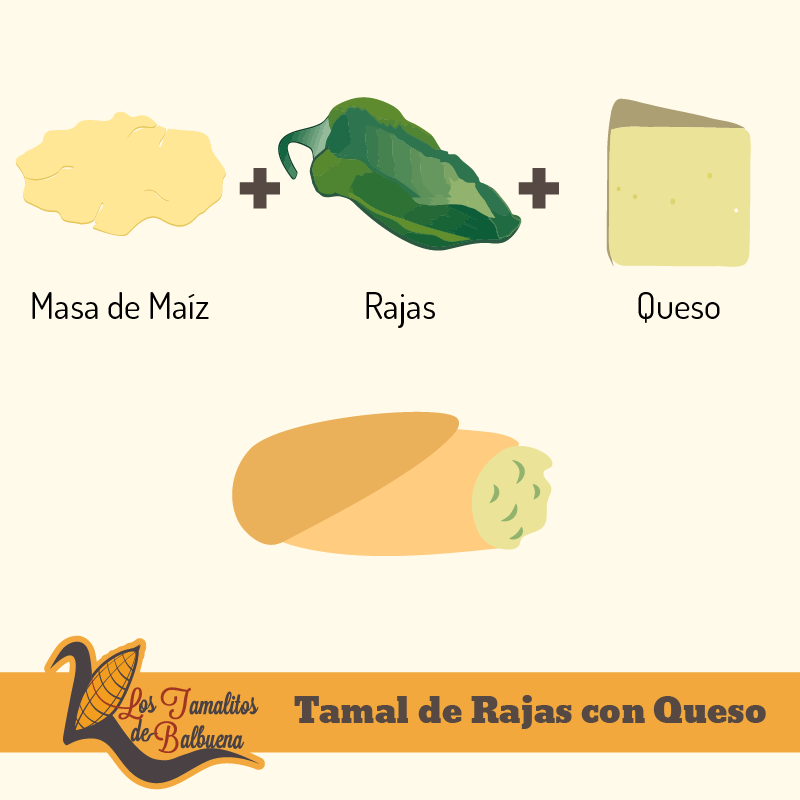 Masa de Maíz
Rajas
Queso
Los Tamalitos
de Balbuena
Tamal de Rajas con Queso